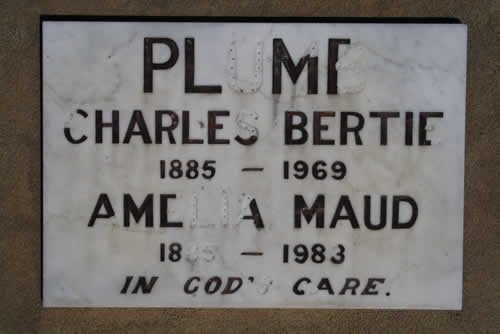 PLUMB
CHARLES BERTIE
1885 — 1969
AMELIA MAUD
— 1983
IN GOD'S CARE.